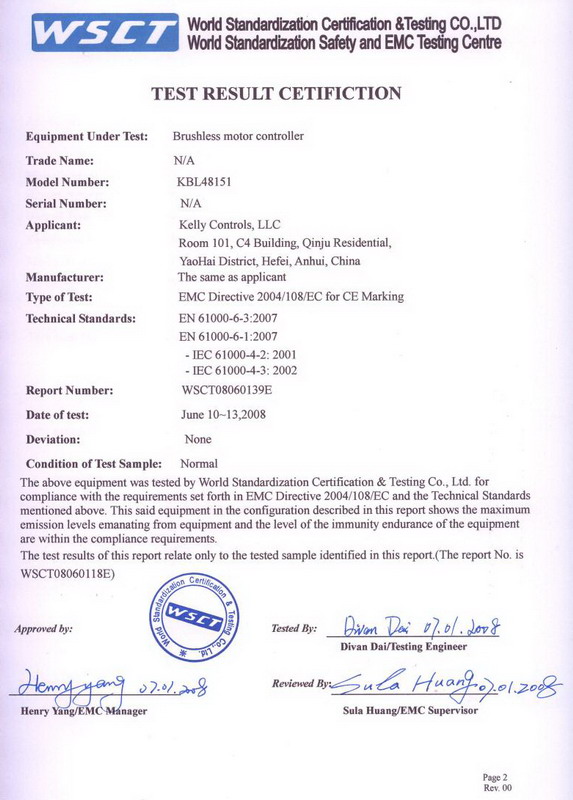 WSCT World Standardization Certification &Testing CO.,LTD
World Standardization Safety and EMC Testing Centre
TEST RESULT CETIFICTION
Equipment Under Test: Brushless motor controller
Trade Name: N/A
Model Number: KBL48151
Serial Number: N/A
Applicant: Kelly Controls, LLC
Room 101, C4 Building, Qinju Residential,
YaoHai District, Hefei, Anhui, China
Manufacturer: The same as applicant
Type of Test: EMC Directive 2004/108/EC for CE Marking
Technical Standards: EN 61000-6-3:2007
EN 61000-6-1:2007
- IEC 61000-4-2: 2001
- IEC 61000-4-3: 2002
Report Number: WSCT08060139E
Date of test: June 10~13,2008
Deviation: None
Condition of Test Sample: Normal
The above equipment was tested by World Standardization Certification & Testing Co., Ltd. for
compliance with the requirements set forth in EMC Directive 2004/108/EC and the Technical Standards
mentioned above. This said equipment in the configuration described in this report shows the maximum
emission levels emanating from equipment and the level of the immunity endurance of the equipment
are within the compliance requirements.
The test results of this report relate only to the tested sample identified in this report.(The report No. is
WSCT08060118E)
World Standardization Certification & Testing Co., Ltd.
WSCT
Approved by:
Tested By: Divan Dai 07.01.2008
Divan Dai/Testing Engineer
Henry yang 07.01.2008
Henry Yang/EMC Manager
Reviewed By: Sula Huang 07.01.2008
Sula Huang/EMC Supervisor
Page 2
Rev. 00